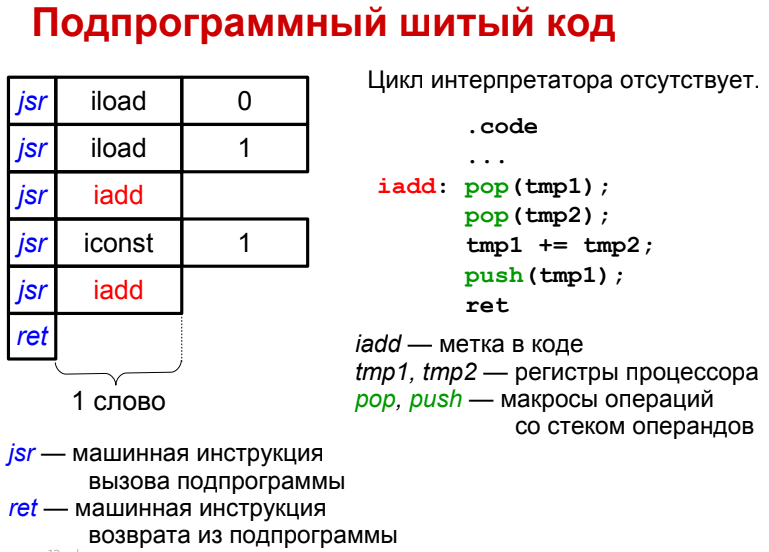 Подпрограммный шитый код
jsr iload 0
jsr iload 1
jsr iadd
jsr iconst 1
jsr iadd
ret
1 слово
jsr — машинная инструкция
вызова подпрограммы
ret — машинная инструкция
возврата из подпрограммы
Цикл интерпретатора отсутствует.
.code
...
iadd: pop(tmp1);
pop(tmp2);
tmp1 += tmp2;
push(tmp1);
ret
iadd — метка в коде
tmp1, tmp2 — регистры процессора
pop, push — макросы операций
со стеком операндов